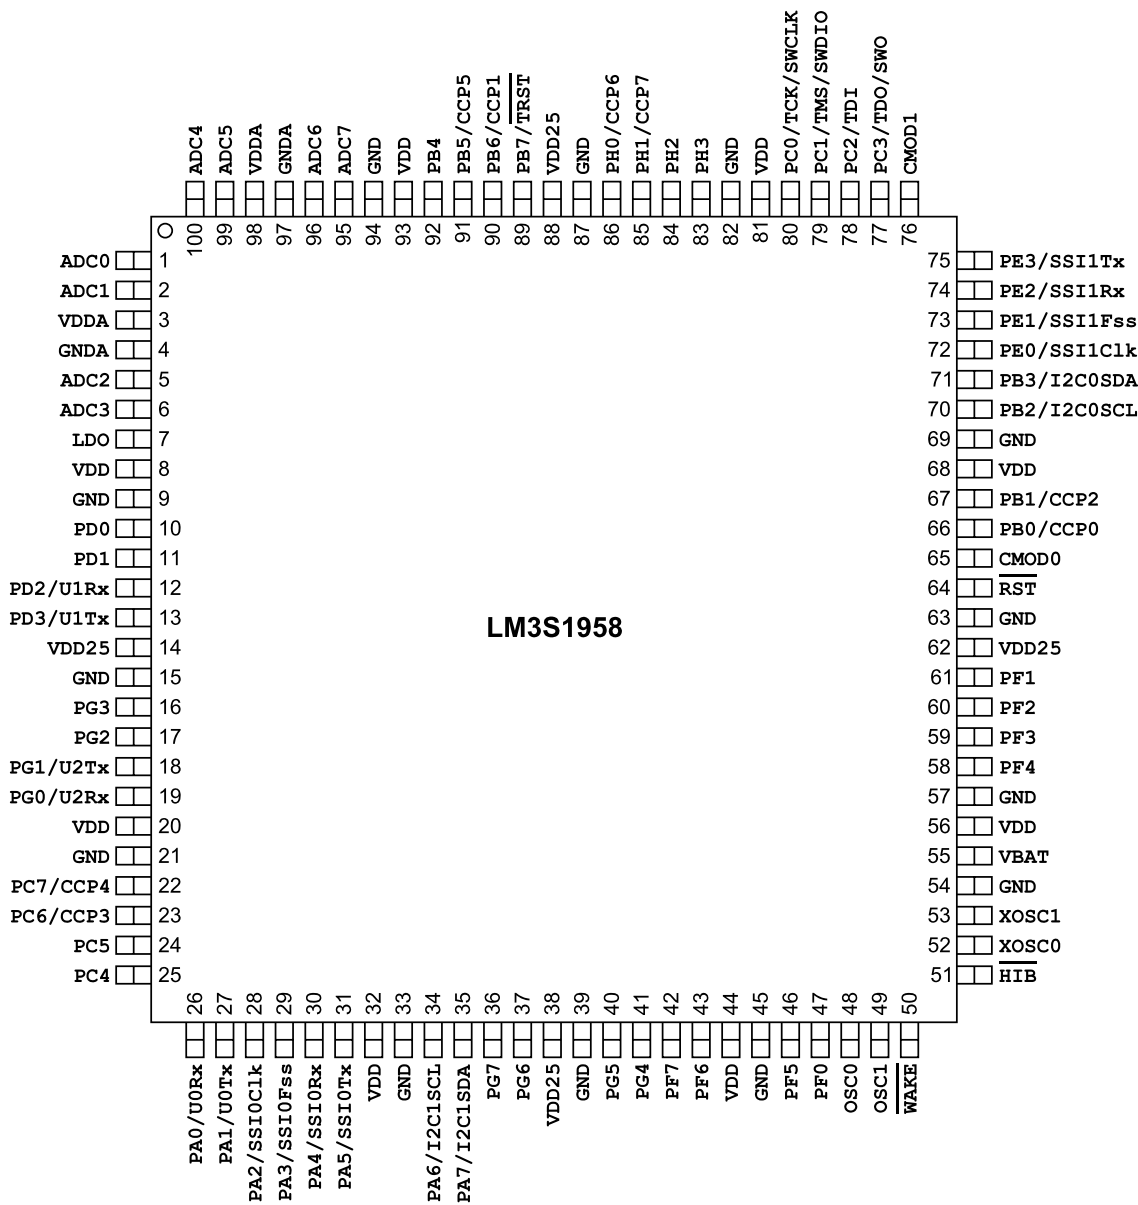 ADC4
ADC5
VDDA
GNDA
ADC6
ADC7
GND
VDD
PB4
PB5/CCP5
PB6/CCP1
PB7/TRST
VDD25
GND
PH0/CCP6
PH1/CCP7
PH2
PH3
GND
VDD
PC0/TCK/SWCLK
PC1/TMS/SWDIO
PC2/TDI
PC3/TDO/SWO
CMOD1
100
99
98
97
96
95
94
93
92
91
90
89
88
87
86
85
84
83
82
81
80
79
78
77
76
ADC0 1
ADC1 2
VDDA 3
GNDA 4
ADC2 5
ADC3 6
LDO 7
VDD 8
GND 9
PD0 10
PD1 11
PD2/U1Rx 12
PD3/U1Tx 13
VDD25 14
GND 15
PG3 16
PG2 17
PG1/U2Tx 18
PG0/U2Rx 19
VDD 20
GND 21
PC7/CCP4 22
PC6/CCP3 23
PC5 24
PC4 25
LM3S1958
75 PE3/SSI1Tx
74 PE2/SSI1Rx
73 PE1/SSI1Fss
72 PE0/SSI1Clk
71 PB3/I2C0SDA
70 PB2/I2C0SCL
69 GND
68 VDD
67 PB1/CCP2
66 PB0/CCP0
65 CMOD0
64 RST
63 GND
62 VDD25
61 PF1
60 PF2
59 PF3
58 PF4
57 GND
56 VDD
55 VBAT
54 GND
53 XOSC1
52 XOSC0
51 HIB
26
27
28
29
30
31
32
33
34
35
36
37
38
39
40
41
42
43
44
45
46
47
48
49
50
PA0/U0Rx
PA1/U0Tx
PA2/SSI0Clk
PA3/SSI0Fss
PA4/SSI0Rx
PA5/SSI0Tx
VDD
GND
PA6/I2C1SCL
PA7/I2C1SDA
PG7
PG6
VDD25
GND
PG5
PG4
PF7
PF6
VDD
GND
PF5
PF0
OSC0
OSC1
WAKE